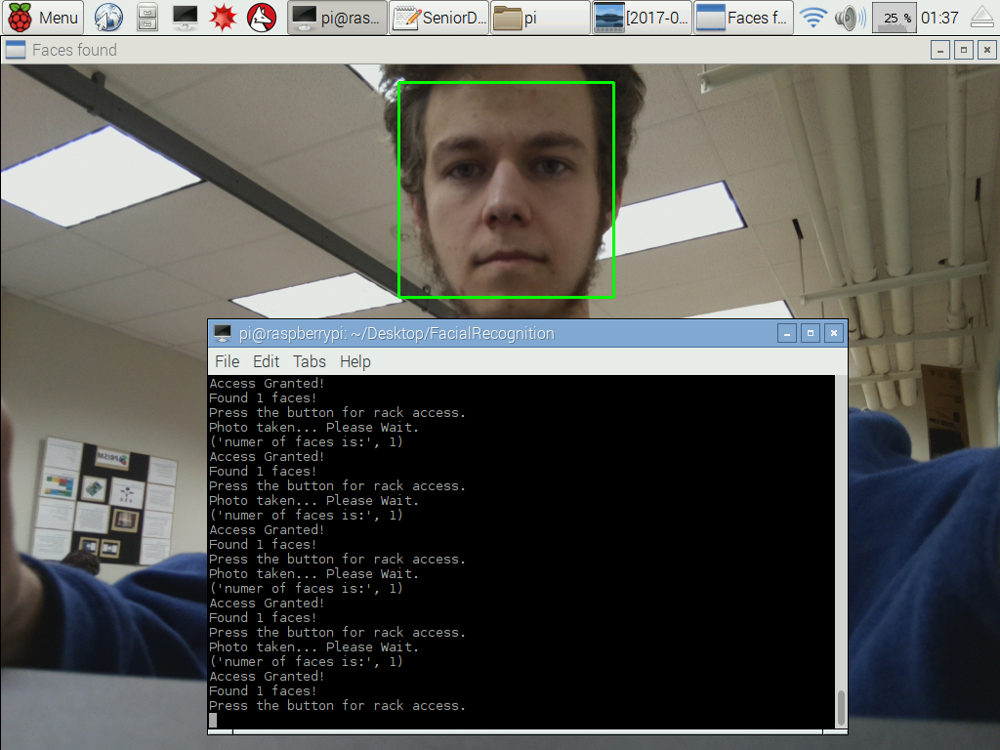 Menu
pi@ras...
SeniorD...
pi
[2017-0...
Faces f...
25 %
01:37
Faces found
PRISM
pi@raspberrypi: ~/Desktop/FacialRecognition
File Edit Tabs Help
Access Granted!
Found 1 faces!
Press the button for rack access.
Photo taken... Please Wait.
('numer of faces is:', 1)
Access Granted!
Found 1 faces!
Press the button for rack access.
Photo taken... Please Wait.
('numer of faces is:', 1)
Access Granted!
Found 1 faces!
Press the button for rack access.
Photo taken... Please Wait.
('numer of faces is:', 1)
Access Granted!
Found 1 faces!
Press the button for rack access.
Photo taken... Please Wait.
('numer of faces is:', 1)
Access Granted!
Found 1 faces!
Press the button for rack access.